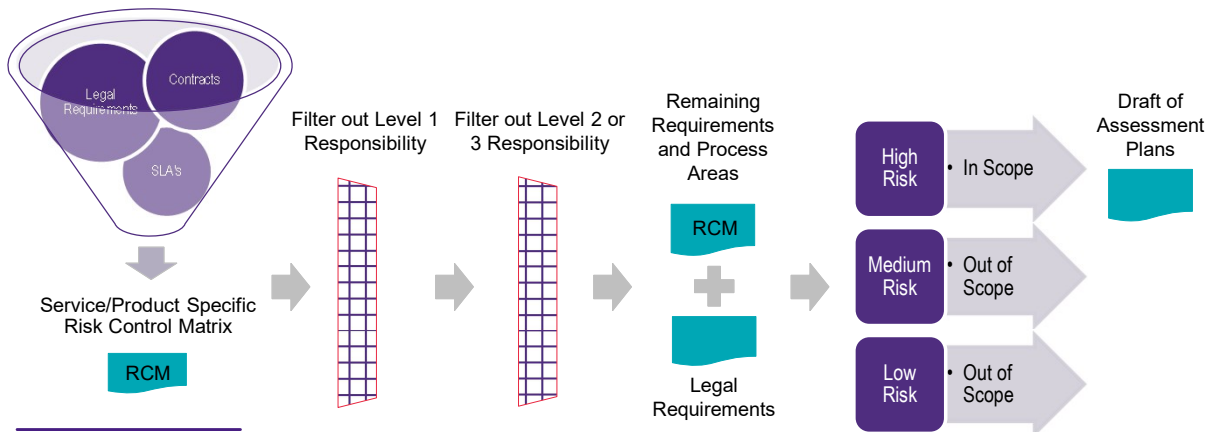 Legal
Requirements
Contracts
SLA's
Service/Product Specific
Risk Control Matrix
RCM
Filter out Level 1
Responsibility
Filter out Level 2 or
3 Responsibility
Remaining
Requirements
and Process
Areas
RCM
Legal
Requirements
High
Risk
• In Scope
Medium
Risk
• Out of
Scope
Low
Risk
• Out of
Scope
Draft of
Assessment
Plans